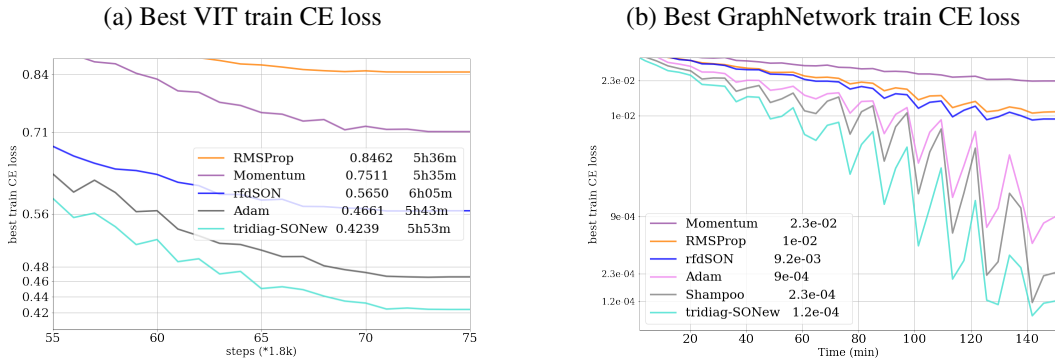 (a) Best VIT train CE loss
best train CE loss
0.84
0.71
0.56
0.48
0.46
0.44
0.42
RMSProp 0.8462 5h36m
Momentum 0.7511 5h35m
rfdSON 0.5650 6h05m
Adam 0.4661 5h43m
tridiag-SONew 0.4239 5h53m
55 60 65 70 75
steps (*1.8k)
(b) Best GraphNetwork train CE loss
best train CE loss
2.3e-02
1e-02
9e-04
2.3e-04
1.2e-04
Momentum 2.3e-02
RMSProp 1e-02
rfdSON 9.2e-03
Adam 9e-04
Shampoo 2.3e-04
tridiag-SONew 1.2e-04
20 40 60 80 100 120 140
Time (min)